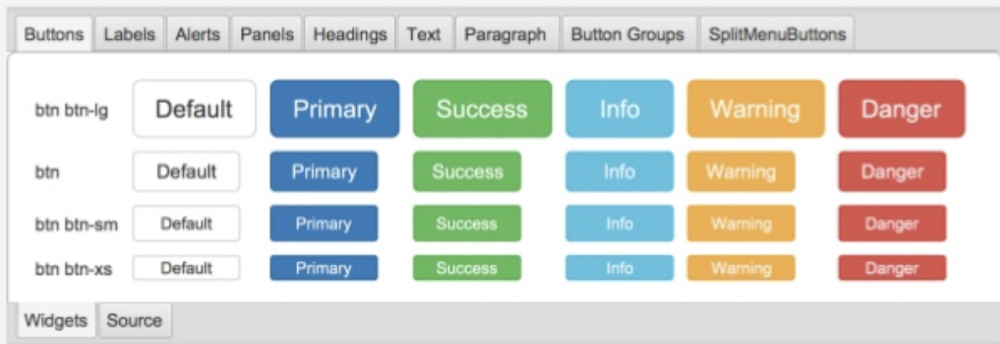 Buttons Labels Alerts Panels Headings Text Paragraph Button Groups SplitMenuButtons
btn btn-lg Default Primary Success Info Warning Danger
btn Default Primary Success Info Warning Danger
btn btn-sm Default Primary Success Info Warning Danger
btn btn-xs Default Primary Success Info Warning Danger
Widgets Source